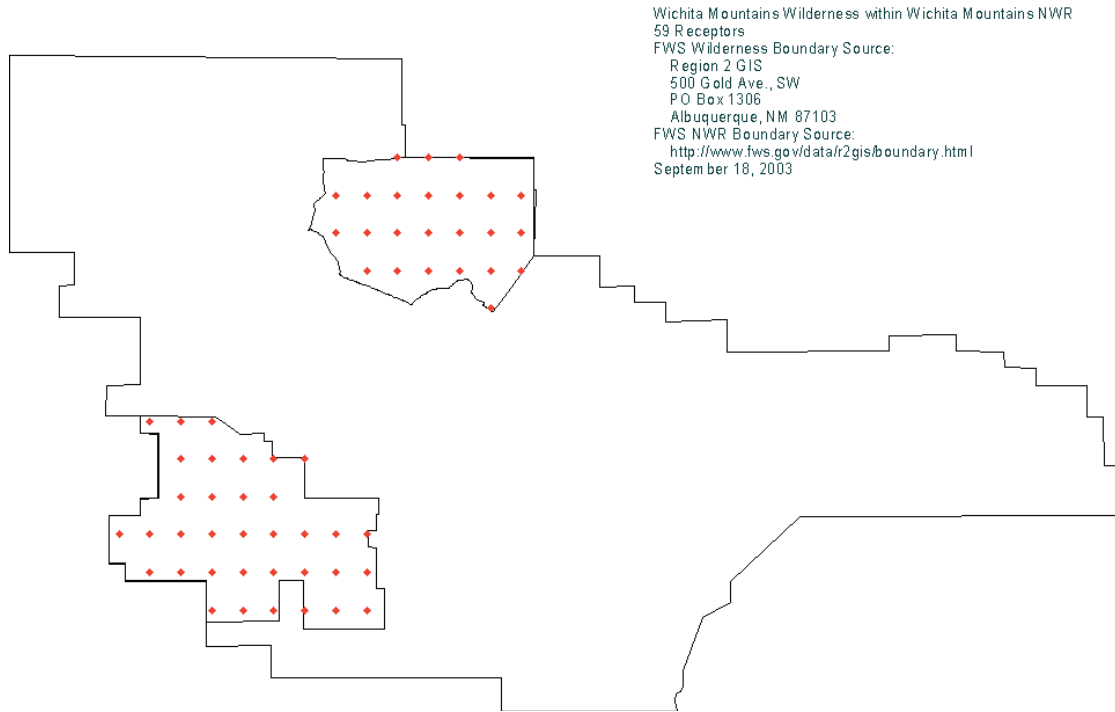 Wichita Mountains Wilderness within Wichita Mountains NWR
59 Receptors
FWS Wilderness Boundary Source:
Region 2 GIS
500 Gold Ave., SW
PO Box 1306
Albuquerque, NM 87103
FWS NWR Boundary Source:
http://www.fws.gov/data/r2gis/boundary.html
September 18, 2003